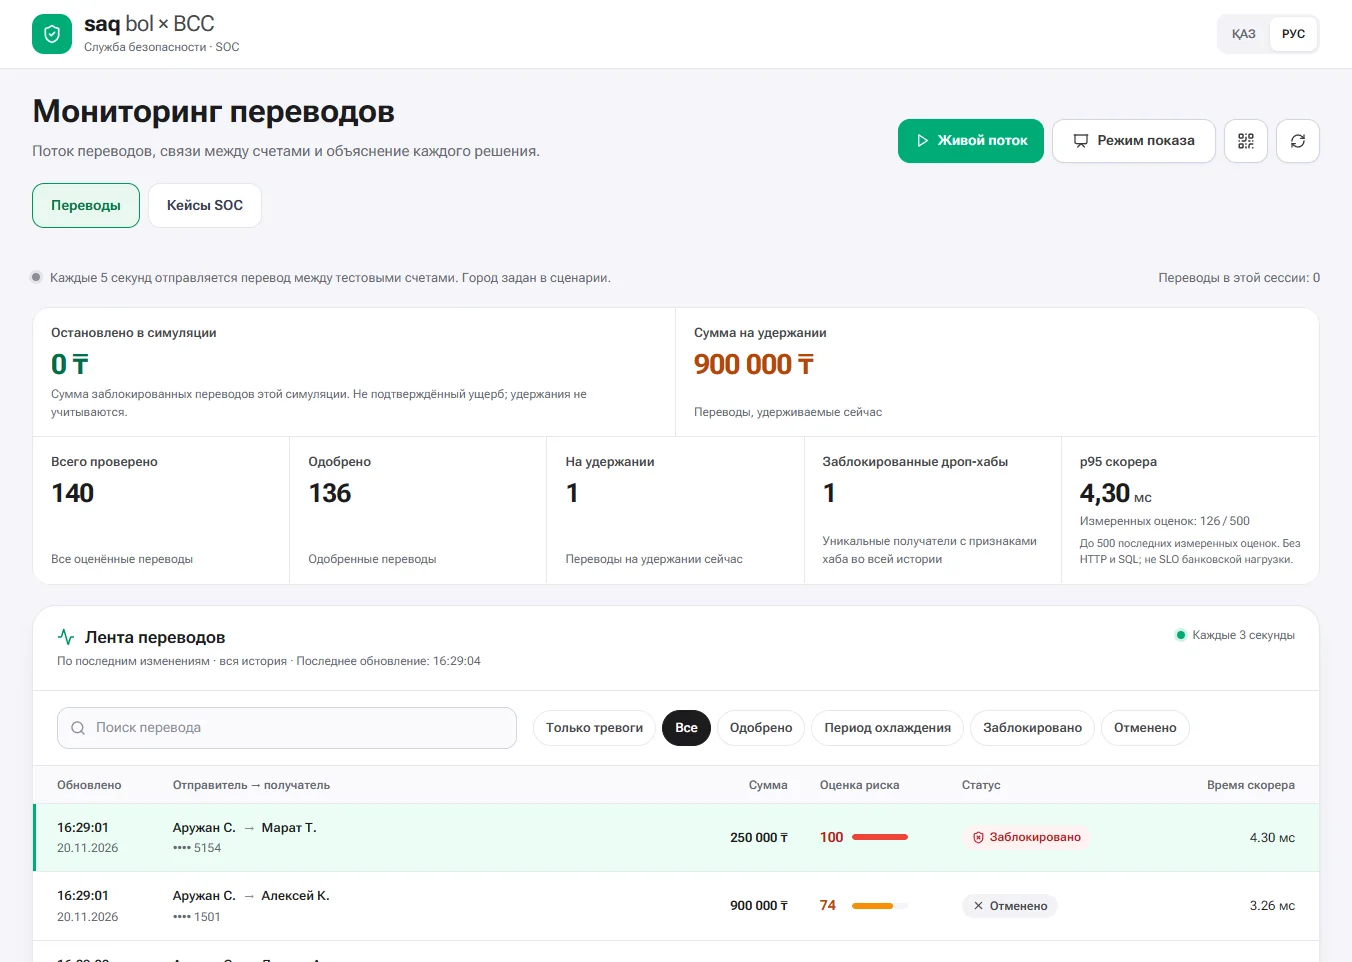 saq bol × BCC
Служба безопасности · SOC
ҚАЗ
РУС
Мониторинг переводов
Поток переводов, связи между счетами и объяснение каждого решения.
Живой поток
Режим показа
Переводы
Кейсы SOC
Каждые 5 секунд отправляется перевод между тестовыми счетами. Город задан в сценарии.
Переводы в этой сессии: 0
Остановлено в симуляции
0 ₸
Сумма заблокированных переводов этой симуляции. Не подтверждённый ущерб; удержания не
учитываются.
Сумма на удержании
900 000 ₸
Переводы, удерживаемые сейчас
Всего проверено
140
Все оценённые переводы
Одобрено
136
Одобренные переводы
На удержании
1
Переводы на удержании сейчас
Заблокированные дроп-хабы
1
Уникальные получатели с признаками
хаба во всей истории
p95 скорера
4,30 мс
Измеренных оценок: 126 / 500
До 500 последних измеренных оценок. Без
HTTP и SQL; не SLO банковской нагрузки.
Лента переводов
По последним изменениям · вся история · Последнее обновление: 16:29:04
Каждые 3 секунды
Поиск перевода
Только тревоги
Все
Одобрено
Период охлаждения
Заблокировано
Отменено
Обновлено
Отправитель → получатель
Сумма
Оценка риска
Статус
Время скорера
16:29:01
20.11.2026
Аружан С. → Марат Т.
•••• 5154
250 000 ₸
100
Заблокировано
4.30 мс
16:29:01
20.11.2026
Аружан С. → Алексей К.
•••• 1501
900 000 ₸
74
Отменено
3.26 мс